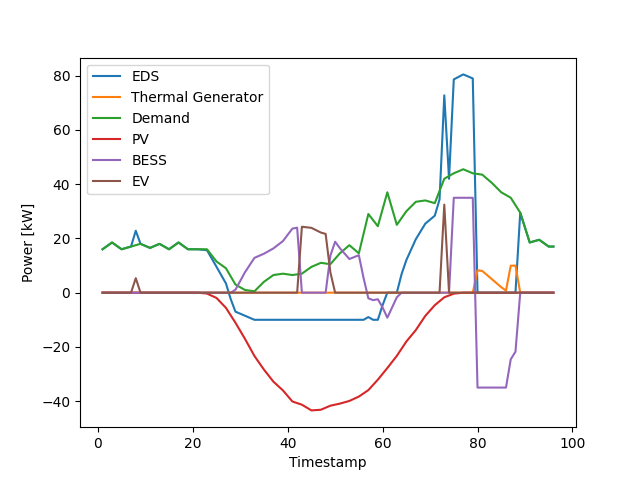 EDS
Thermal Generator
Demand
PV
BESS
EV
Power [kW]
80
60
40
20
0
−20
−40
0 20 40 60 80 100
Timestamp